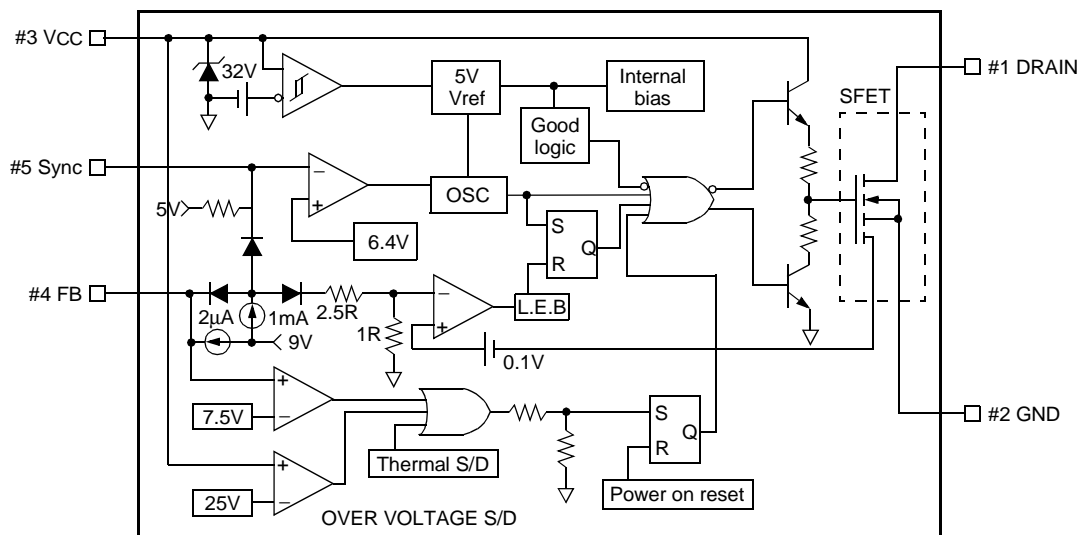 #3 VCC
32V
5V
Vref
Internal
bias
Good
logic
#1 DRAIN
SFET
#5 Sync
5V
OSC
6.4V
S
R
Q
#4 FB
2μA
1mA
9V
2.5R
1R
L.E.B
0.1V
7.5V
Thermal S/D
S
R
Q
#2 GND
25V
Power on reset
OVER VOLTAGE S/D